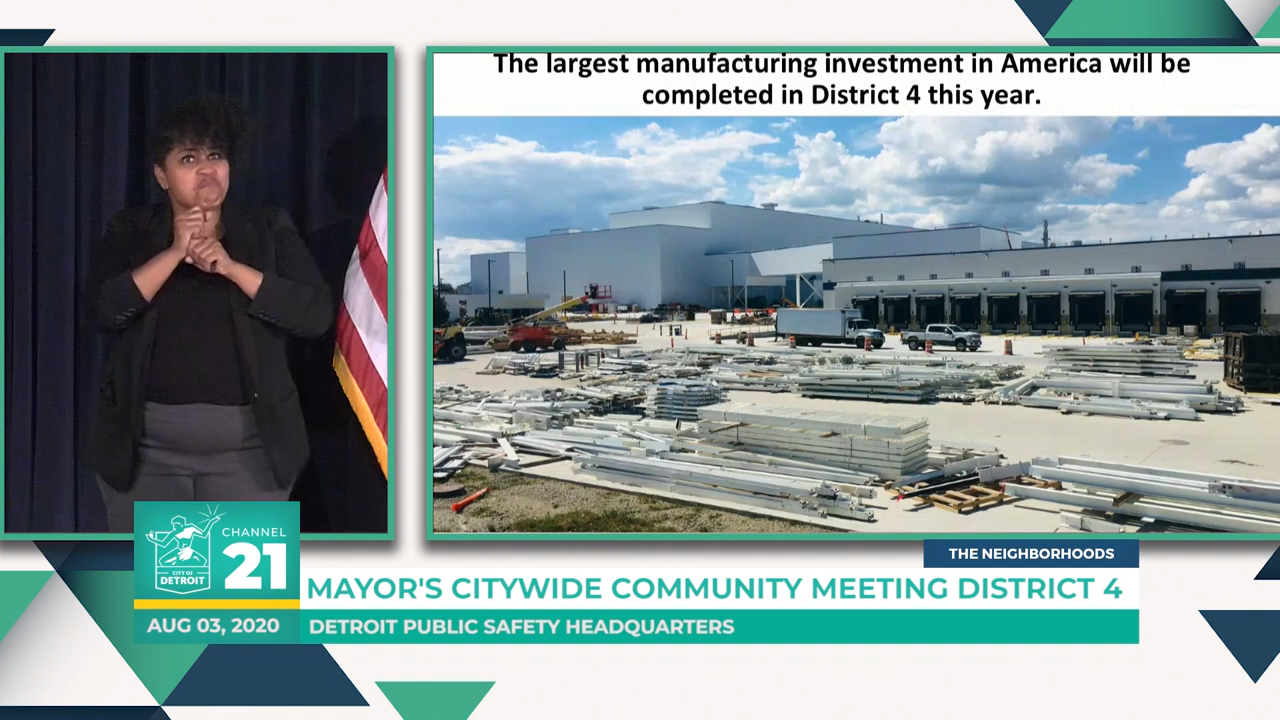 The largest manufacturing investment in America will be
completed in District 4 this year.
THE NEIGHBORHOODS
CHANNEL
21
CITY OF
DETROIT
MAYOR'S CITYWIDE COMMUNITY MEETING DISTRICT 4
AUG 03, 2020
DETROIT PUBLIC SAFETY HEADQUARTERS